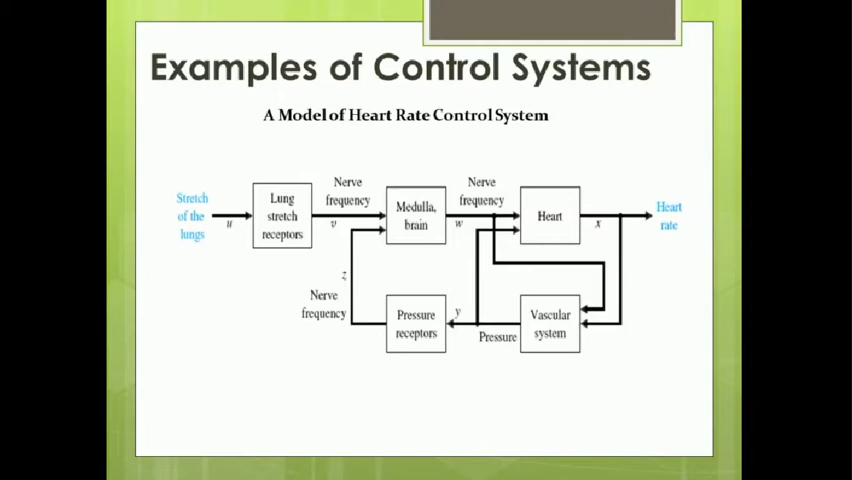 Examples of Control Systems
A Model of Heart Rate Control System
Stretch
of the
lungs
u
Lung
stretch
receptors
Nerve
frequency
v
Medulla,
brain
Nerve
frequency
w
Heart
x
Heart
rate
z
Nerve
frequency
Pressure
receptors
y
Pressure
Vascular
system